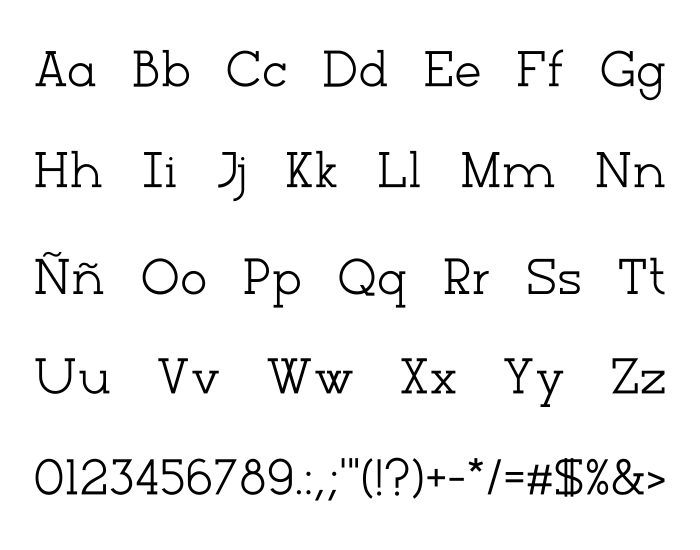 Aa Bb Cc Dd Ee Ff Gg
Hh Ii Jj Kk Ll Mm Nn
Ññ Oo Pp Qq Rr Ss Tt
Uu Vv Ww Xx Yy Zz
0123456789.:,;'"(!?)+-*/=#$%&>